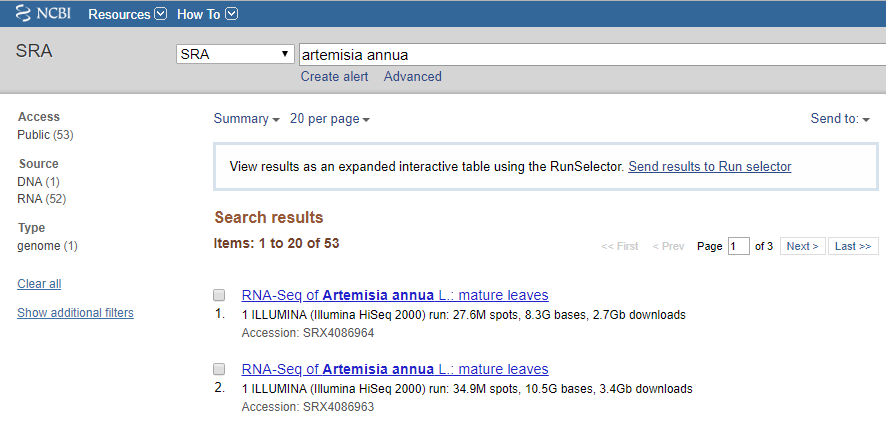 NCBI Resources How To
SRA SRA artemisia annua
Create alert Advanced
Access
Public (53)
Source
DNA (1)
RNA (52)
Type
genome (1)
Clear all
Show additional filters
Summary 20 per page Send to:
View results as an expanded interactive table using the RunSelector. Send results to Run selector
Search results
Items: 1 to 20 of 53
<< First < Prev Page 1 of 3 Next > Last >>
RNA-Seq of Artemisia annua L.: mature leaves
1. 1 ILLUMINA (Illumina HiSeq 2000) run: 27.6M spots, 8.3G bases, 2.7Gb downloads
Accession: SRX4086964
RNA-Seq of Artemisia annua L.: mature leaves
2. 1 ILLUMINA (Illumina HiSeq 2000) run: 34.9M spots, 10.5G bases, 3.4Gb downloads
Accession: SRX4086963